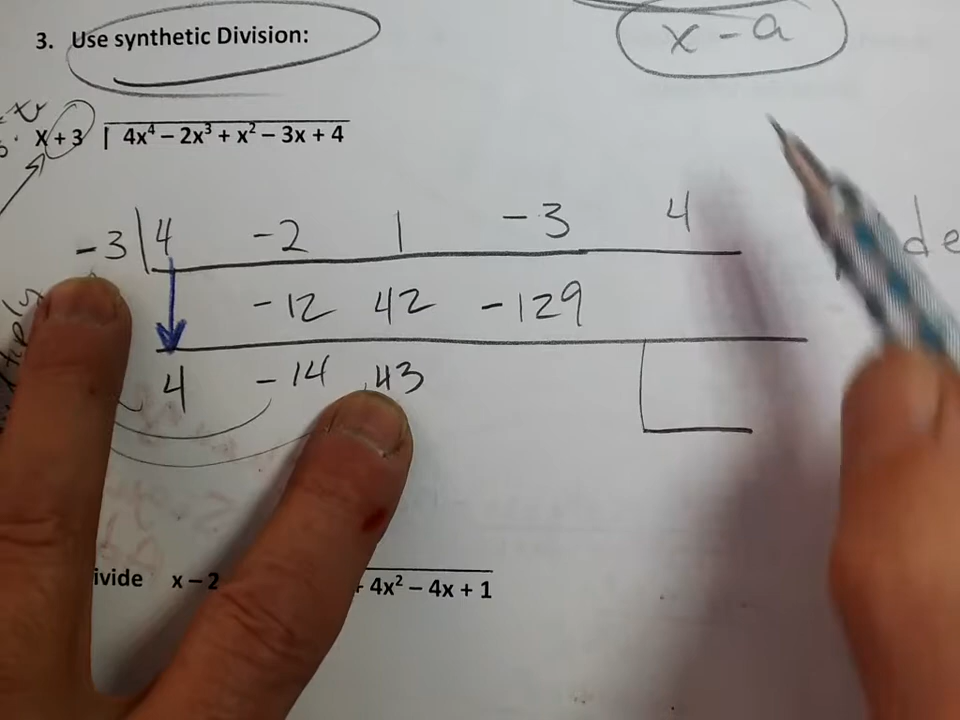 3. Use synthetic Division:
x - a
x + 3 | 4x⁴ – 2x³ + x² – 3x + 4
-3 | 4 -2 1 -3 4
de
-12 42 -129
4 -14 43
ivide x – 2 4x² – 4x + 1